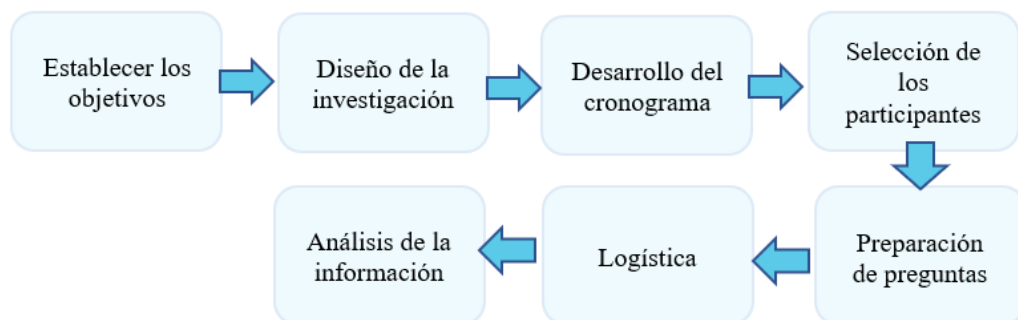 Establecer los
objetivos
Diseño de la
investigación
Desarrollo del
cronograma
Selección de
los
participantes
Preparación
de preguntas
Logística
Análisis de la
información